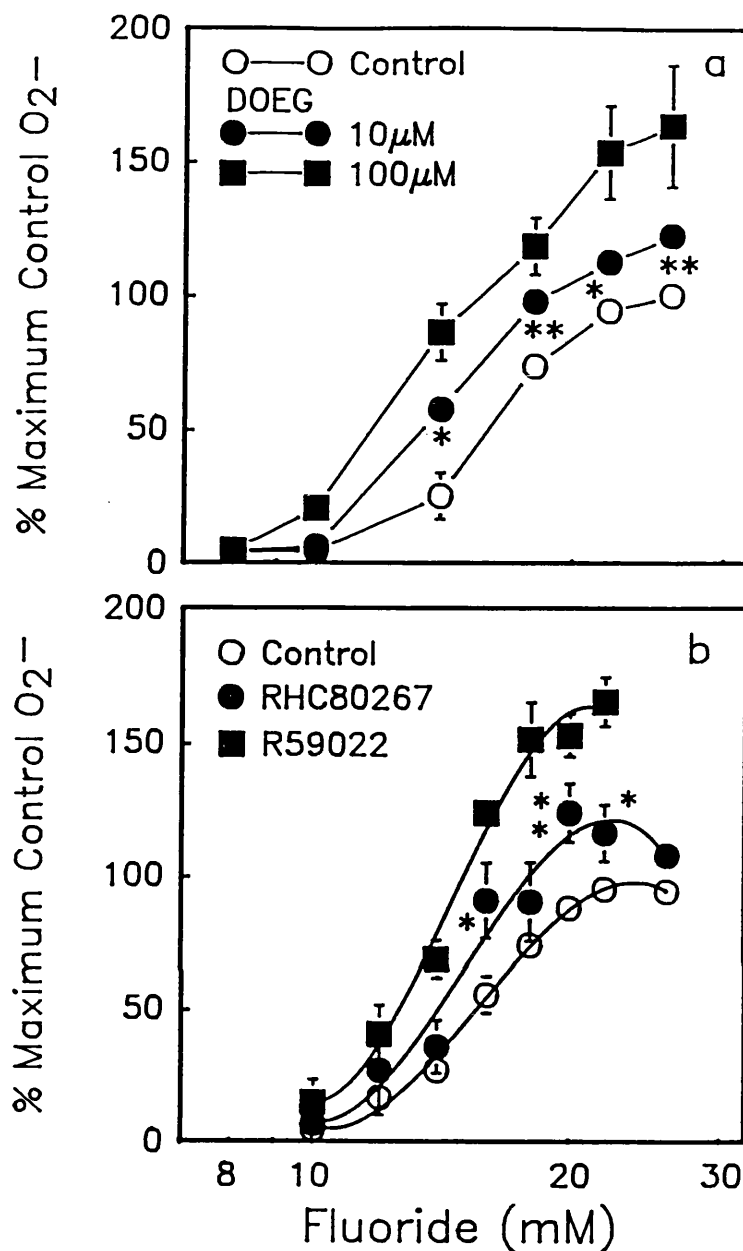 200
150
100
50
0
% Maximum Control O₂−
Control
a
DOEG
10μM
100μM
*
**
*
**
200
150
100
50
0
% Maximum Control O₂−
Control
b
RHC80267
R59022
*
*
*
*
8
10
20
30
Fluoride (mM)